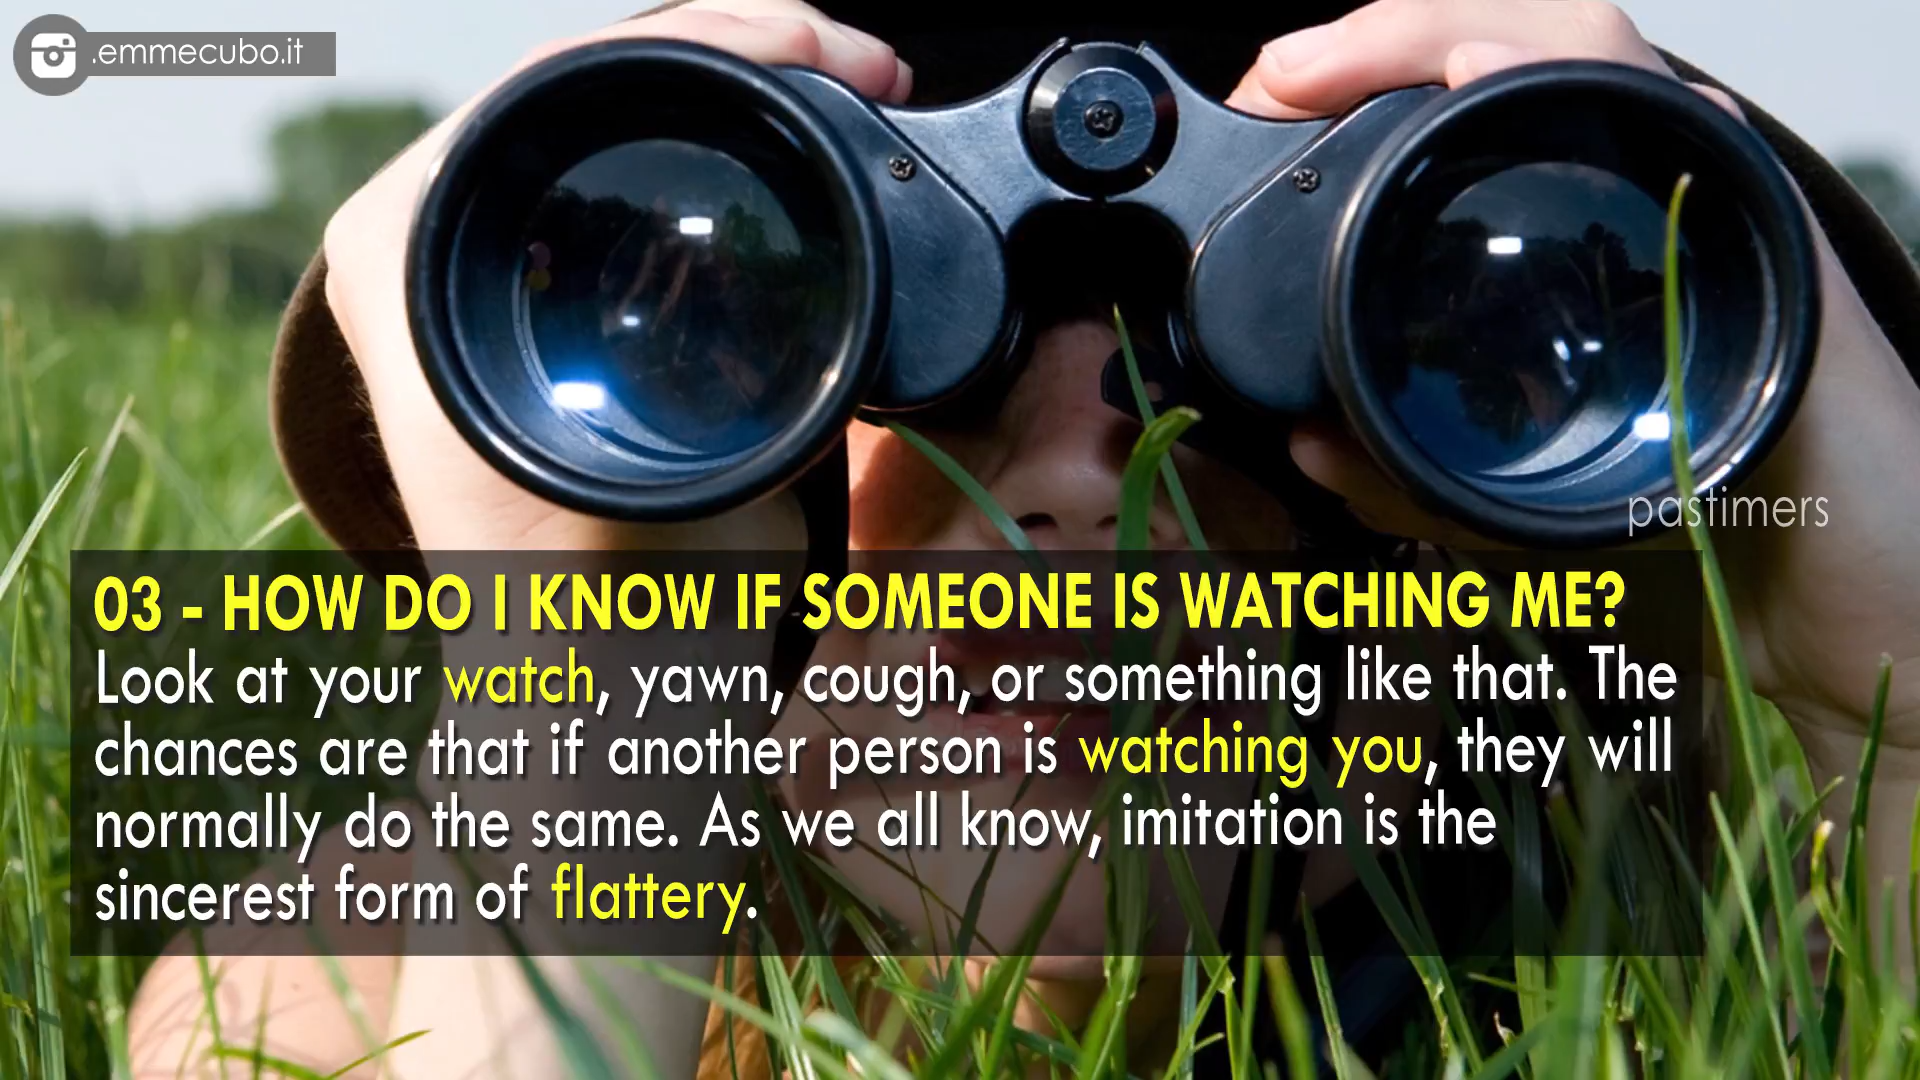 .emmecubo.it
pastimers
03 - HOW DO I KNOW IF SOMEONE IS WATCHING ME?
Look at your watch, yawn, cough, or something like that. The
chances are that if another person is watching you, they will
normally do the same. As we all know, imitation is the
sincerest form of flattery.